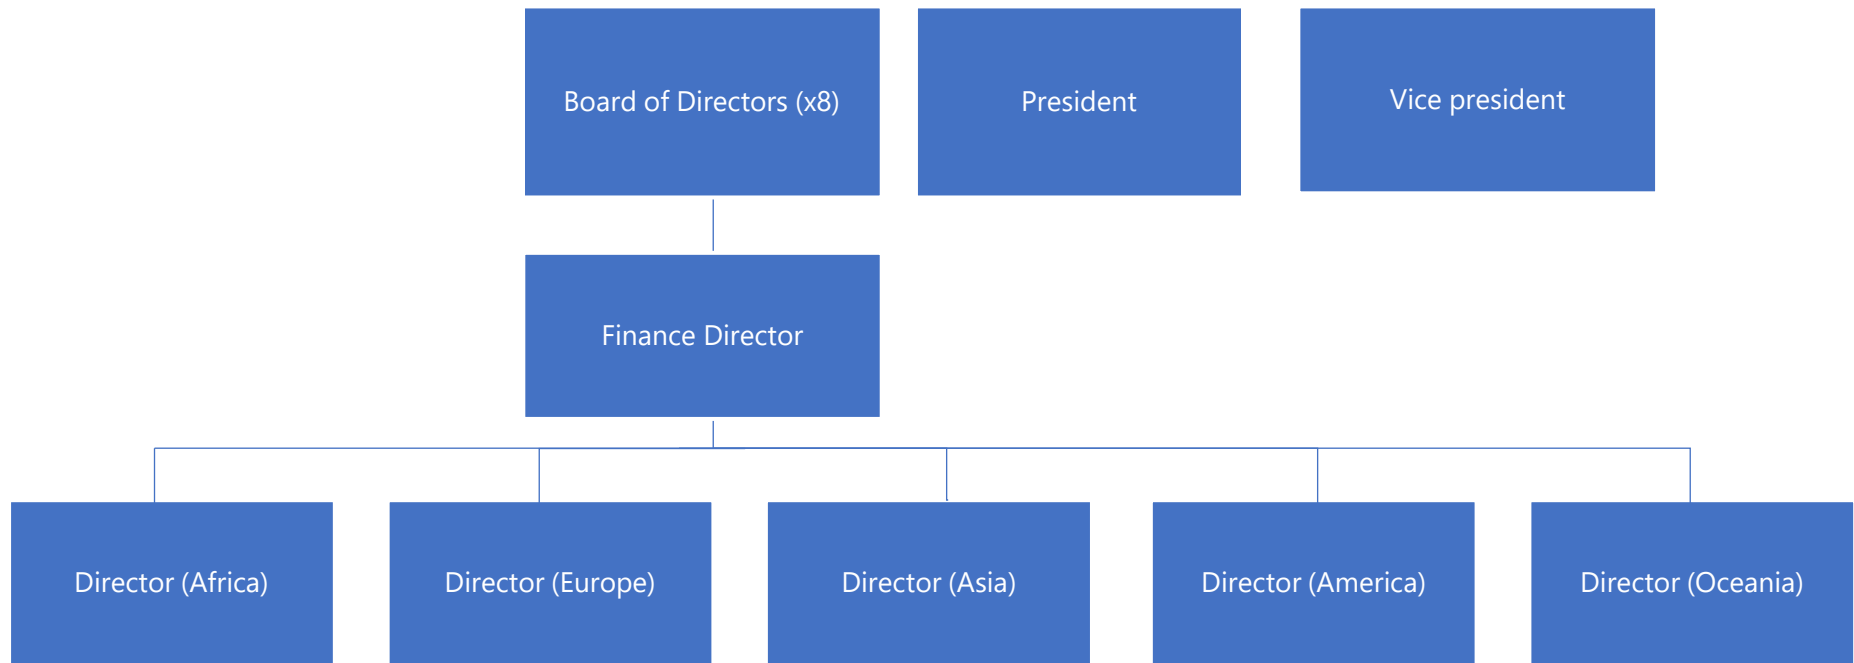 Board of Directors (x8)
President
Vice president
Finance Director
Director (Africa)
Director (Europe)
Director (Asia)
Director (America)
Director (Oceania)